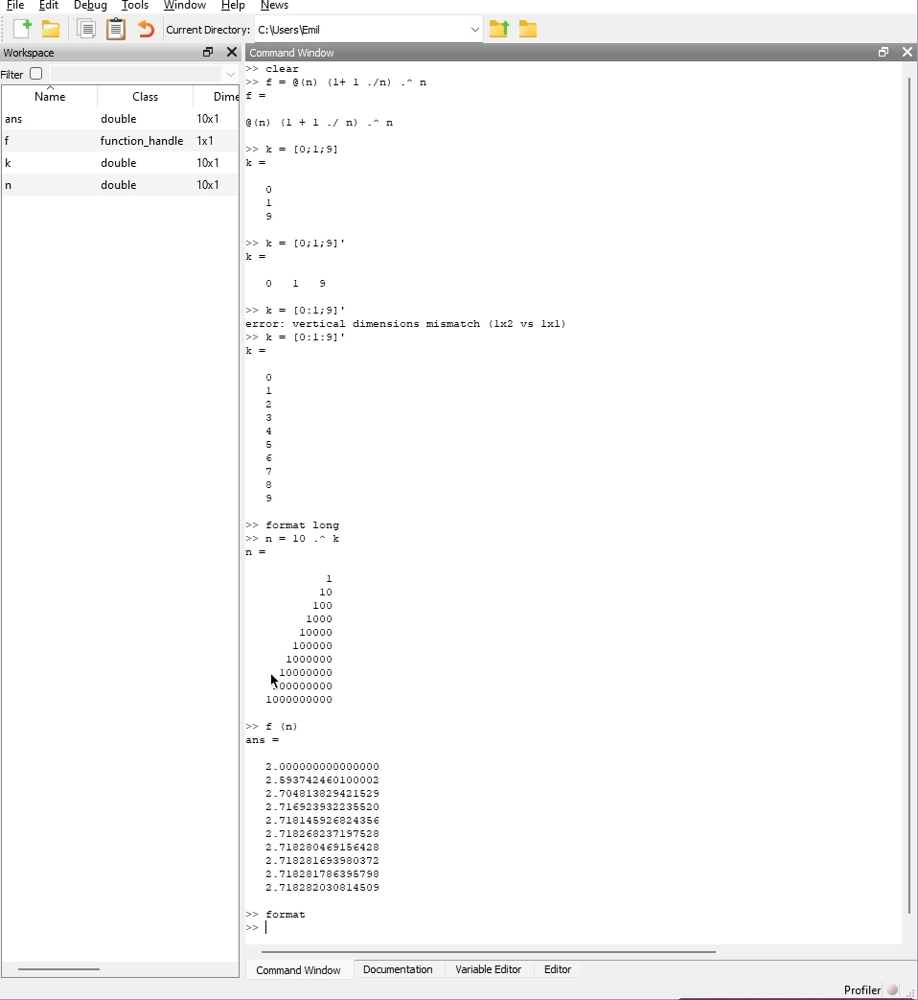 File Edit Debug Tools Window Help News
Current Directory: C:\Users\Emil
Workspace
Filter
Name Class Dime
ans double 10x1
f function_handle 1x1
k double 10x1
n double 10x1
Command Window
>> clear
>> f = @(n) (1+ 1 ./n) .^ n
f =
@(n) (1 + 1 ./ n) .^ n
>> k = [0;1;9]
k =
0
1
9
>> k = [0;1;9]'
k =
0 1 9
>> k = [0:1;9]'
error: vertical dimensions mismatch (1x2 vs 1x1)
>> k = [0:1:9]'
k =
0
1
2
3
4
5
6
7
8
9
>> format long
>> n = 10 .^ k
n =
1
10
100
1000
10000
100000
1000000
10000000
100000000
1000000000
>> f (n)
ans =
2.000000000000000
2.593742460100002
2.704813829421529
2.716923932235520
2.718145926824356
2.718268237197528
2.718280469156428
2.718281693980372
2.718281786395798
2.718282030814509
>> format
>>
Command Window Documentation Variable Editor Editor
Profiler